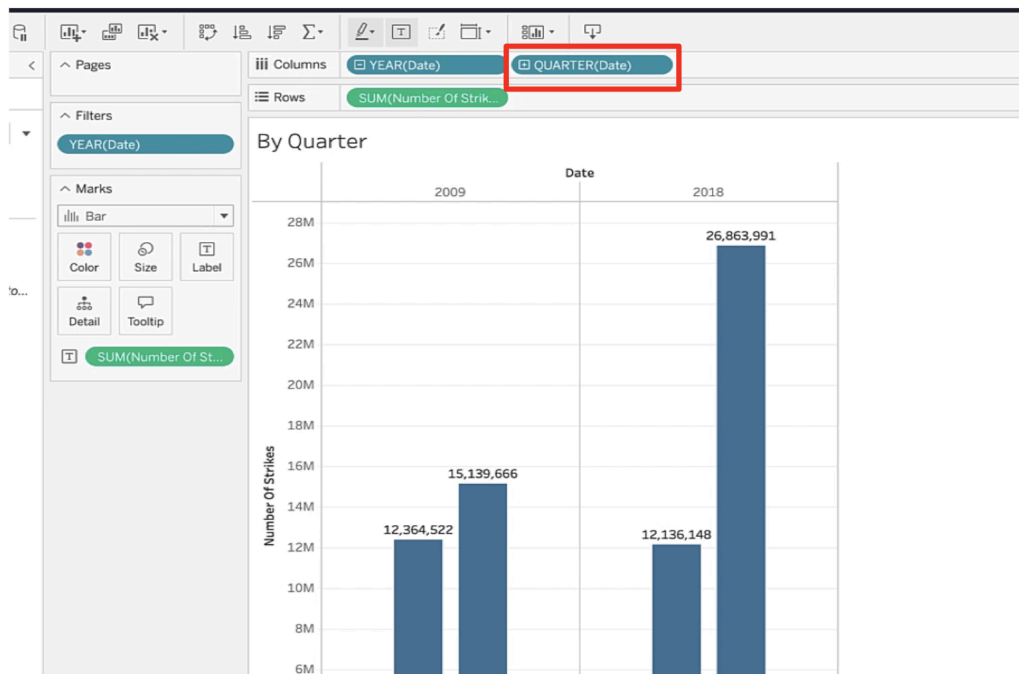 Pages
Columns
YEAR(Date)
QUARTER(Date)
Rows
SUM(Number Of Strik...
Filters
YEAR(Date)
Marks
Bar
Color
Size
Label
Detail
Tooltip
SUM(Number Of St...
to...
By Quarter
Date
2009
2018
Number Of Strikes
28M
26M
24M
22M
20M
18M
16M
14M
12M
10M
8M
6M
12,364,522
15,139,666
12,136,148
26,863,991